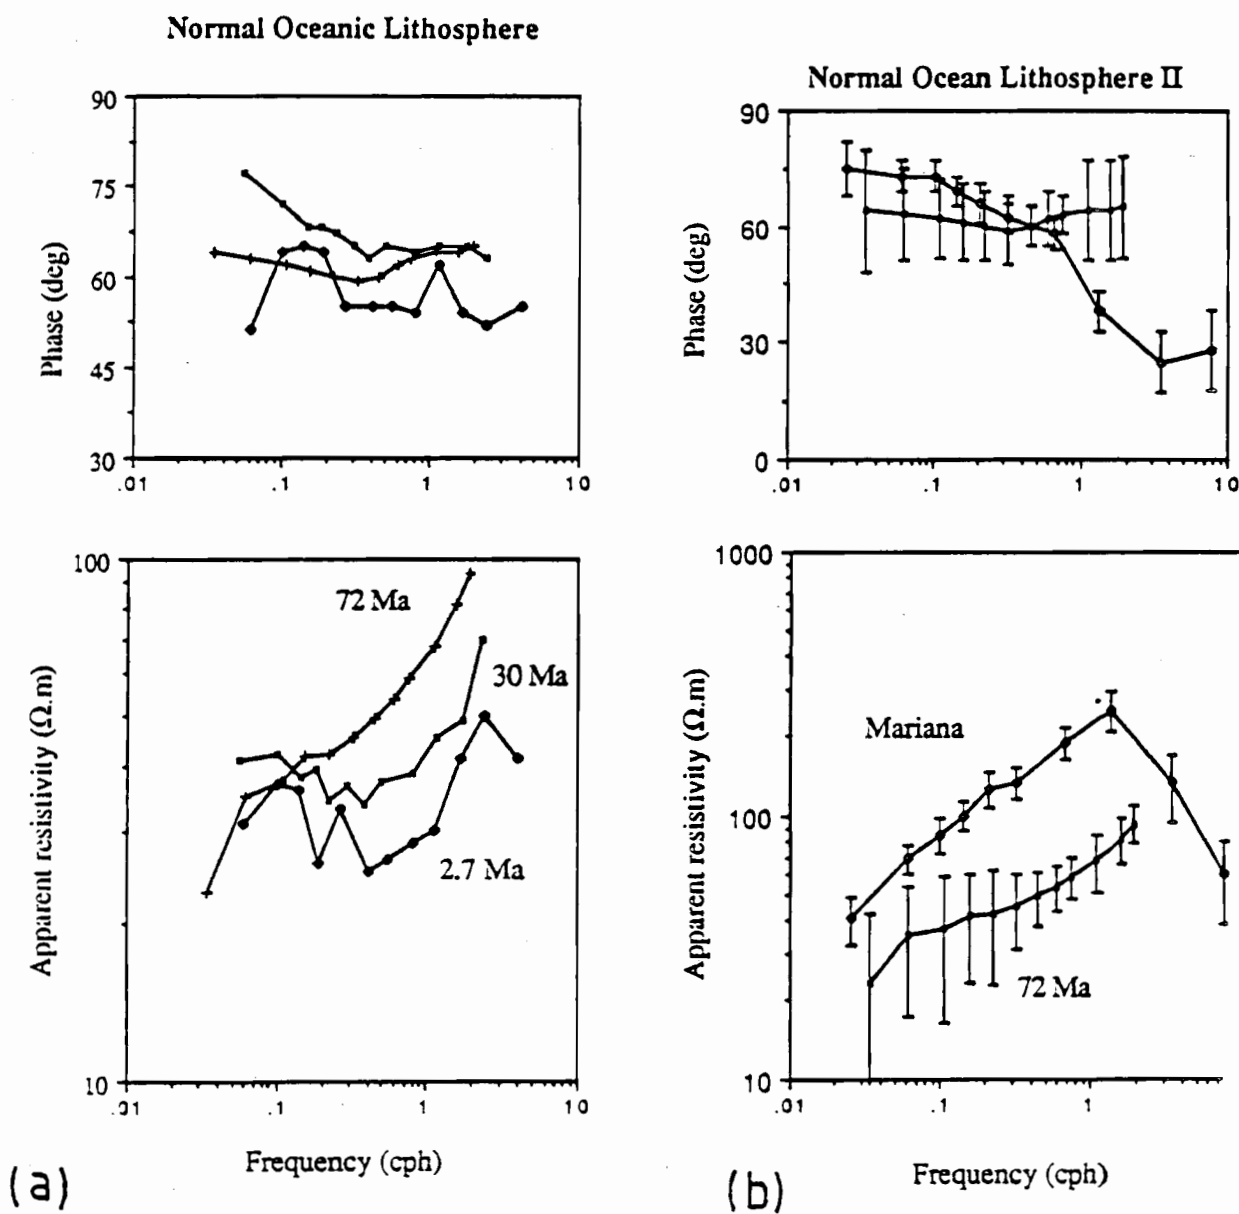 Normal Oceanic Lithosphere
90
75
60
45
30
Phase (deg)
.01
.1
1
10
100
10
Apparent resistivity (Ω.m)
72 Ma
30 Ma
2.7 Ma
.01
.1
1
10
Frequency (cph)
(a)
Normal Ocean Lithosphere II
90
60
30
0
Phase (deg)
.01
.1
1
10
1000
100
10
Apparent resistivity (Ω.m)
Mariana
72 Ma
.01
.1
1
Frequency (cph)
(b)